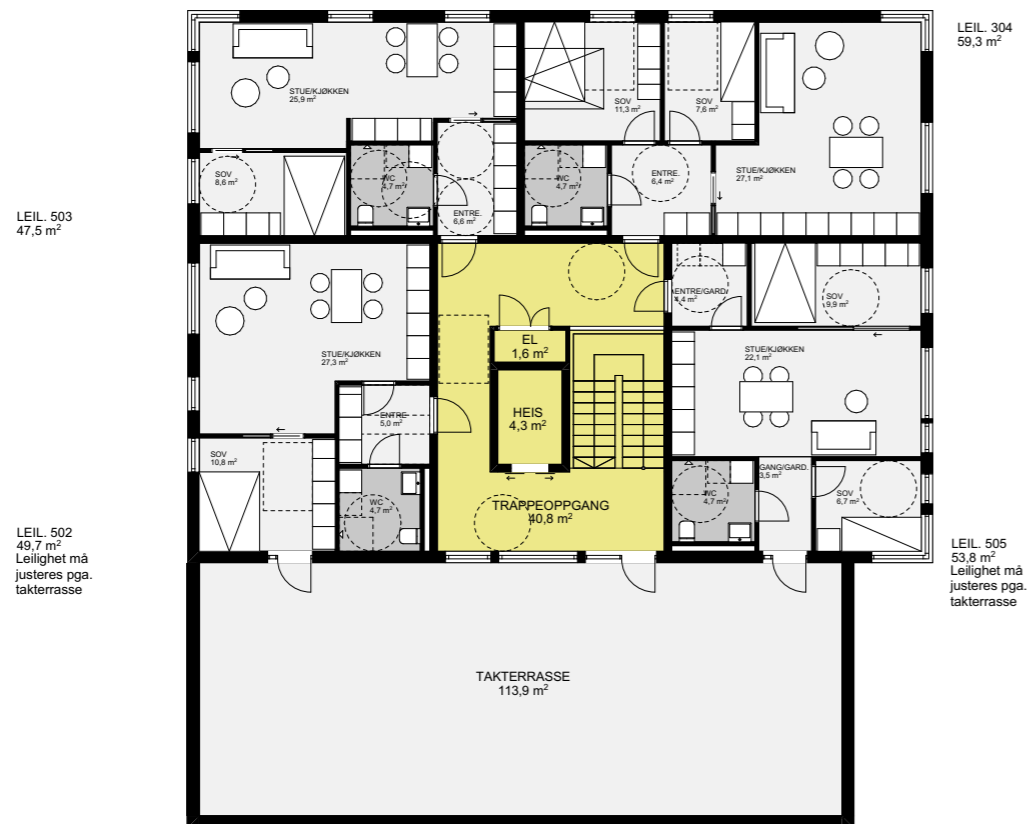 LEIL. 304
59,3 m²
STUE/KJØKKEN
25,9 m²
SOV
11,3 m²
SOV
7,6 m²
STUE/KJØKKEN
27,1 m²
SOV
8,6 m²
WC
4,7 m²
ENTRE.
6,6 m²
WC
4,7 m²
ENTRE.
6,4 m²
LEIL. 503
47,5 m²
STUE/KJØKKEN
27,3 m²
ENTRE/GARD.
4,4 m²
SOV
9,9 m²
EL
1,6 m²
STUE/KJØKKEN
22,1 m²
HEIS
4,3 m²
ENTRE
5,0 m²
SOV
10,8 m²
WC
4,7 m²
TRAPPEOPPGANG
40,8 m²
WC
4,7 m²
GANG/GARD.
3,5 m²
SOV
6,7 m²
LEIL. 502
49,7 m²
Leilighet må
justeres pga.
takterrasse
LEIL. 505
53,8 m²
Leilighet må
justeres pga.
takterrasse
TAKTERRASSE
113,9 m²